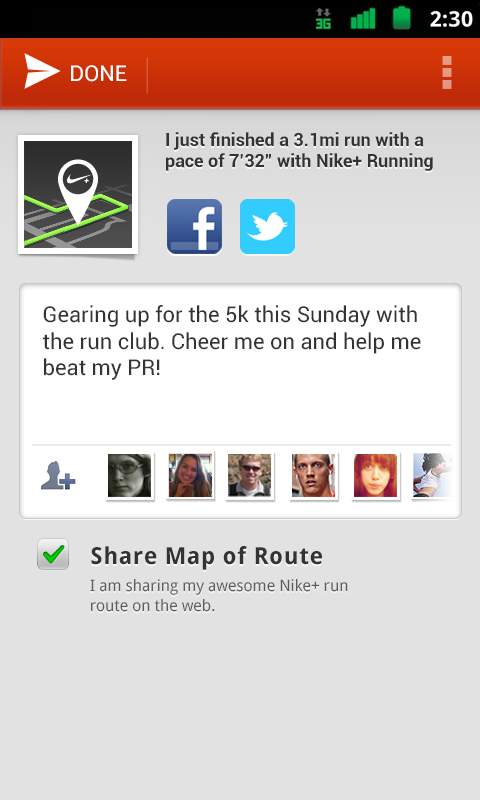 3G 2:30
DONE
I just finished a 3.1mi run with a
pace of 7'32" with Nike+ Running
Gearing up for the 5k this Sunday with
the run club. Cheer me on and help me
beat my PR!
Share Map of Route
I am sharing my awesome Nike+ run
route on the web.